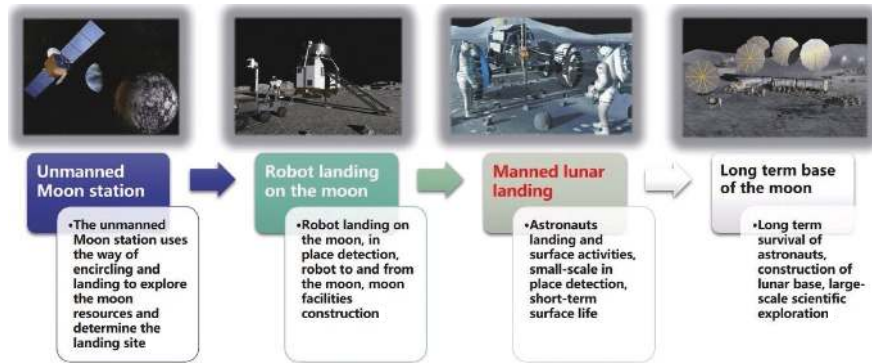 Unmanned
Moon station
•The unmanned
Moon station uses
the way of
encircling and
landing to explore
the moon
resources and
determine the
landing site
Robot landing
on the moon
•Robot landing on
the moon, in
place detection,
robot to and from
the moon, moon
facilities
construction
Manned lunar
landing
•Astronauts
landing and
surface activities,
small-scale in
place detection,
short-term
surface life
Long term base
of the moon
•Long term
survival of
astronauts,
construction of
lunar base, large-
scale scientific
exploration